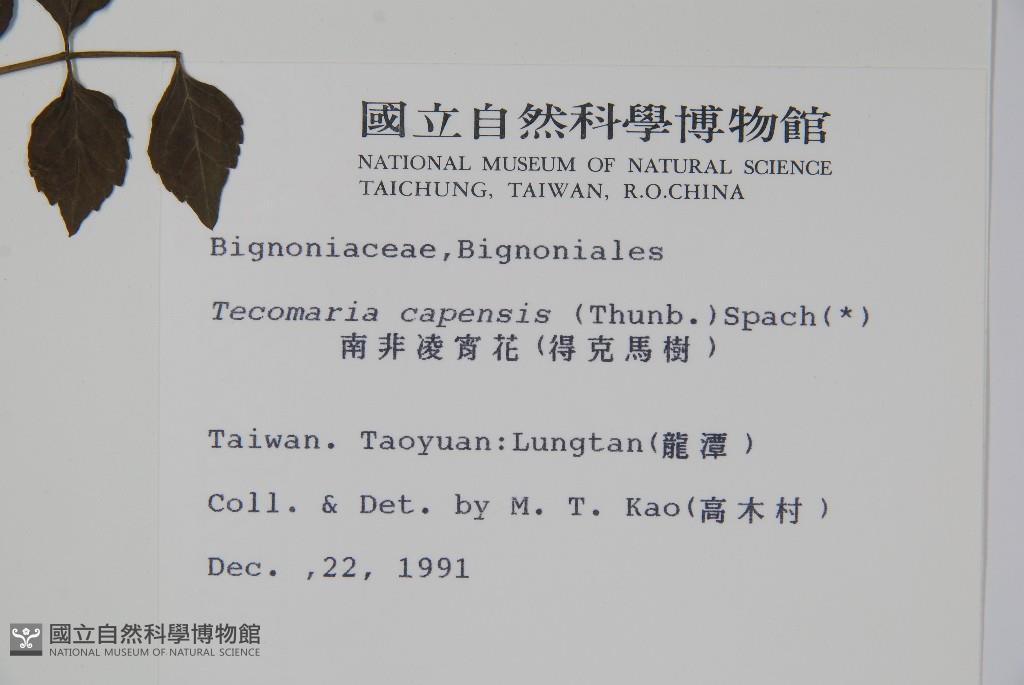 國立自然科學博物館
NATIONAL MUSEUM OF NATURAL SCIENCE
TAICHUNG, TAIWAN, R.O.CHINA
Bignoniaceae,Bignoniales
Tecomaria capensis (Thunb.)Spach(*)
南非凌宵花(得克馬樹)
Taiwan. Taoyuan:Lungtan(龍潭)
Coll. & Det. by M. T. Kao(高木村)
Dec. ,22, 1991
國立自然科學博物館
NATIONAL MUSEUM OF NATURAL SCIENCE